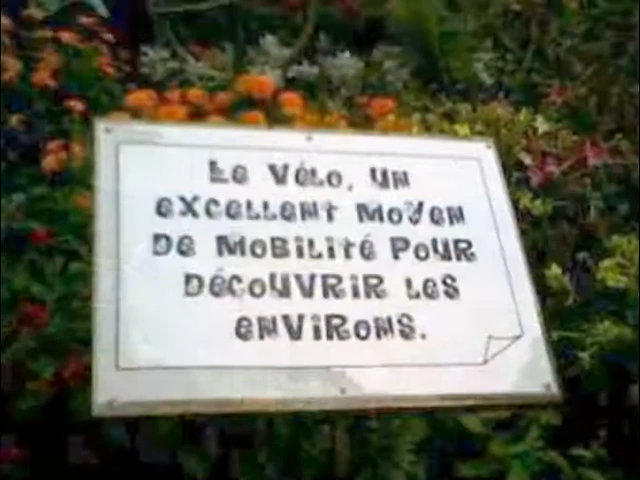 Le vélo, un
excellent moyen
de mobilité pour
découvrir les
environs.